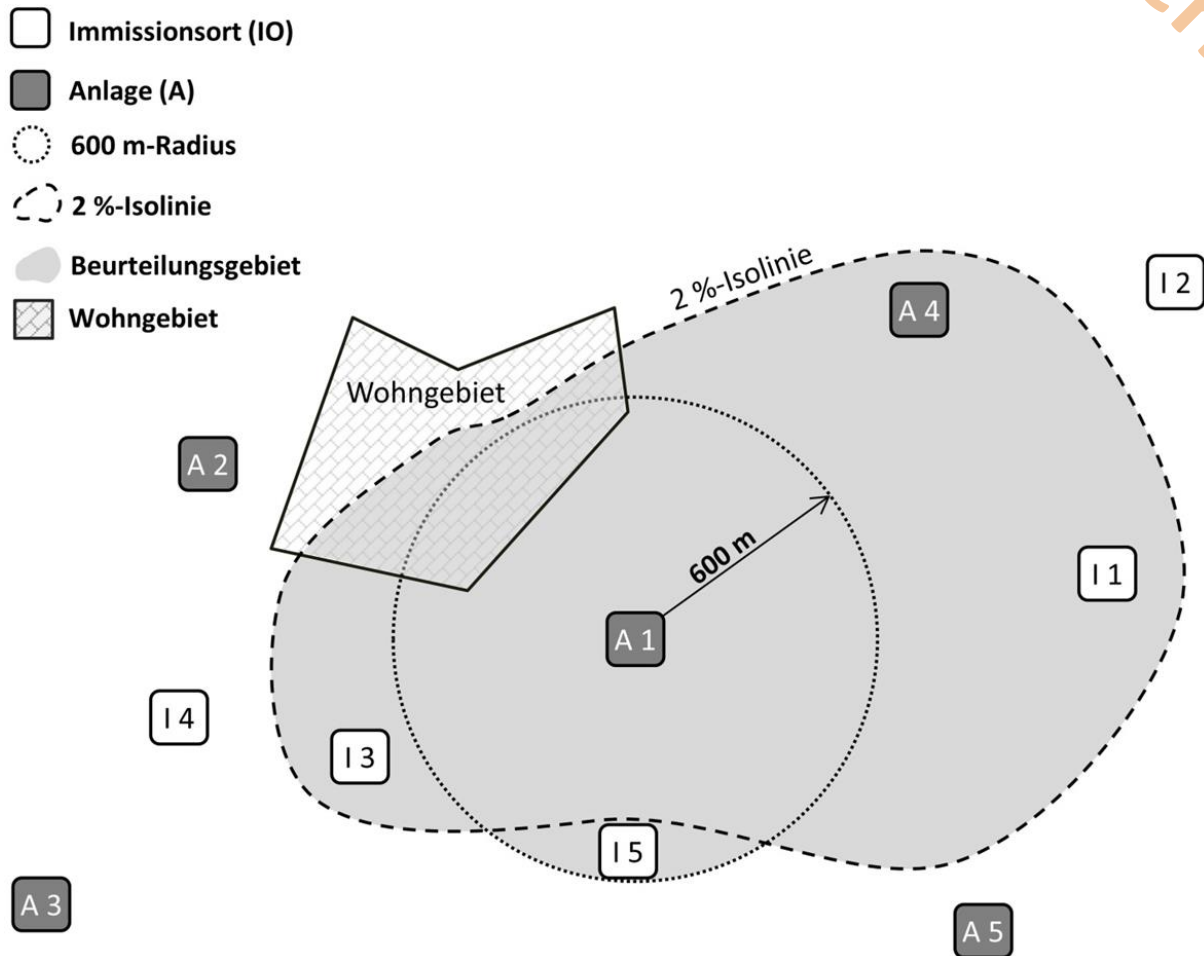 Immissionsort (IO)
Anlage (A)
600 m-Radius
2 %-Isolinie
Beurteilungsgebiet
Wohngebiet
2 %-Isolinie
I 2
A 4
Wohngebiet
A 2
600 m
I 1
A 1
I 4
I 3
I 5
A 3
A 5